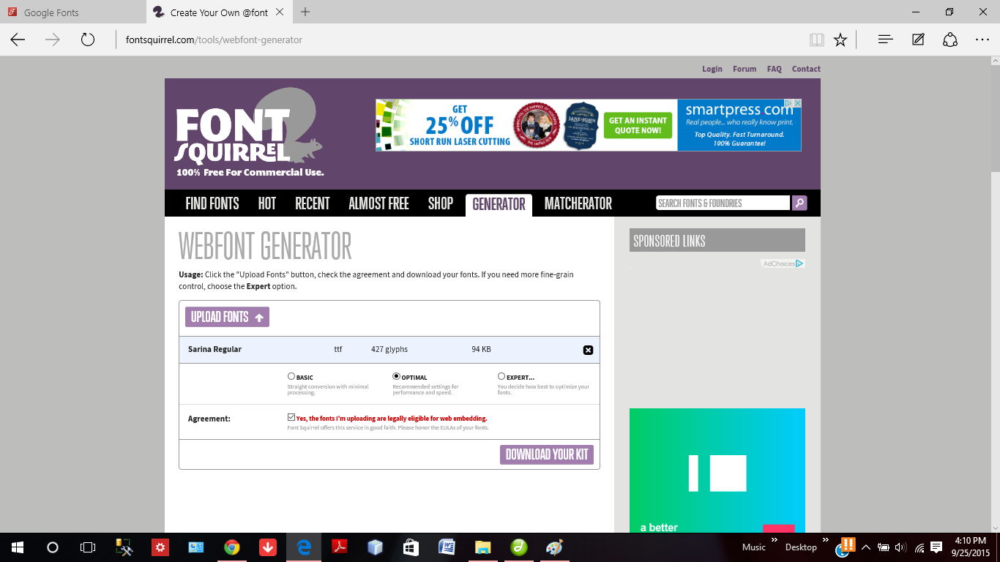 Google Fonts
Create Your Own @font
fontsquirrel.com/tools/webfont-generator
Login Forum FAQ Contact
FONT
SQUIRREL
100% Free For Commercial Use.
GET
25% OFF
SHORT RUN LASER CUTTING
JANE JOHN
GET AN INSTANT
QUOTE NOW!
smartpress.com
Real people... who really know print.
Top Quality. Fast Turnaround.
100% Guarantee!
FIND FONTS HOT RECENT ALMOST FREE SHOP GENERATOR MATCHERATOR
SEARCH FONTS & FOUNDRIES
WEBFONT GENERATOR
Usage: Click the "Upload Fonts" button, check the agreement and download your fonts. If you need more fine-grain
control, choose the Expert option.
UPLOAD FONTS
Sarina Regular ttf 427 glyphs 94 KB
BASIC
Straight conversion with minimal
processing.
OPTIMAL
Recommended settings for
performance and speed.
EXPERT...
You decide how best to optimize your
fonts.
Agreement:
Yes, the fonts I'm uploading are legally eligible for web embedding.
Font Squirrel offers this service in good faith. Please honor the EULAs of your fonts.
DOWNLOAD YOUR KIT
SPONSORED LINKS
AdChoices
a better
Music
Desktop
4:10 PM
9/25/2015